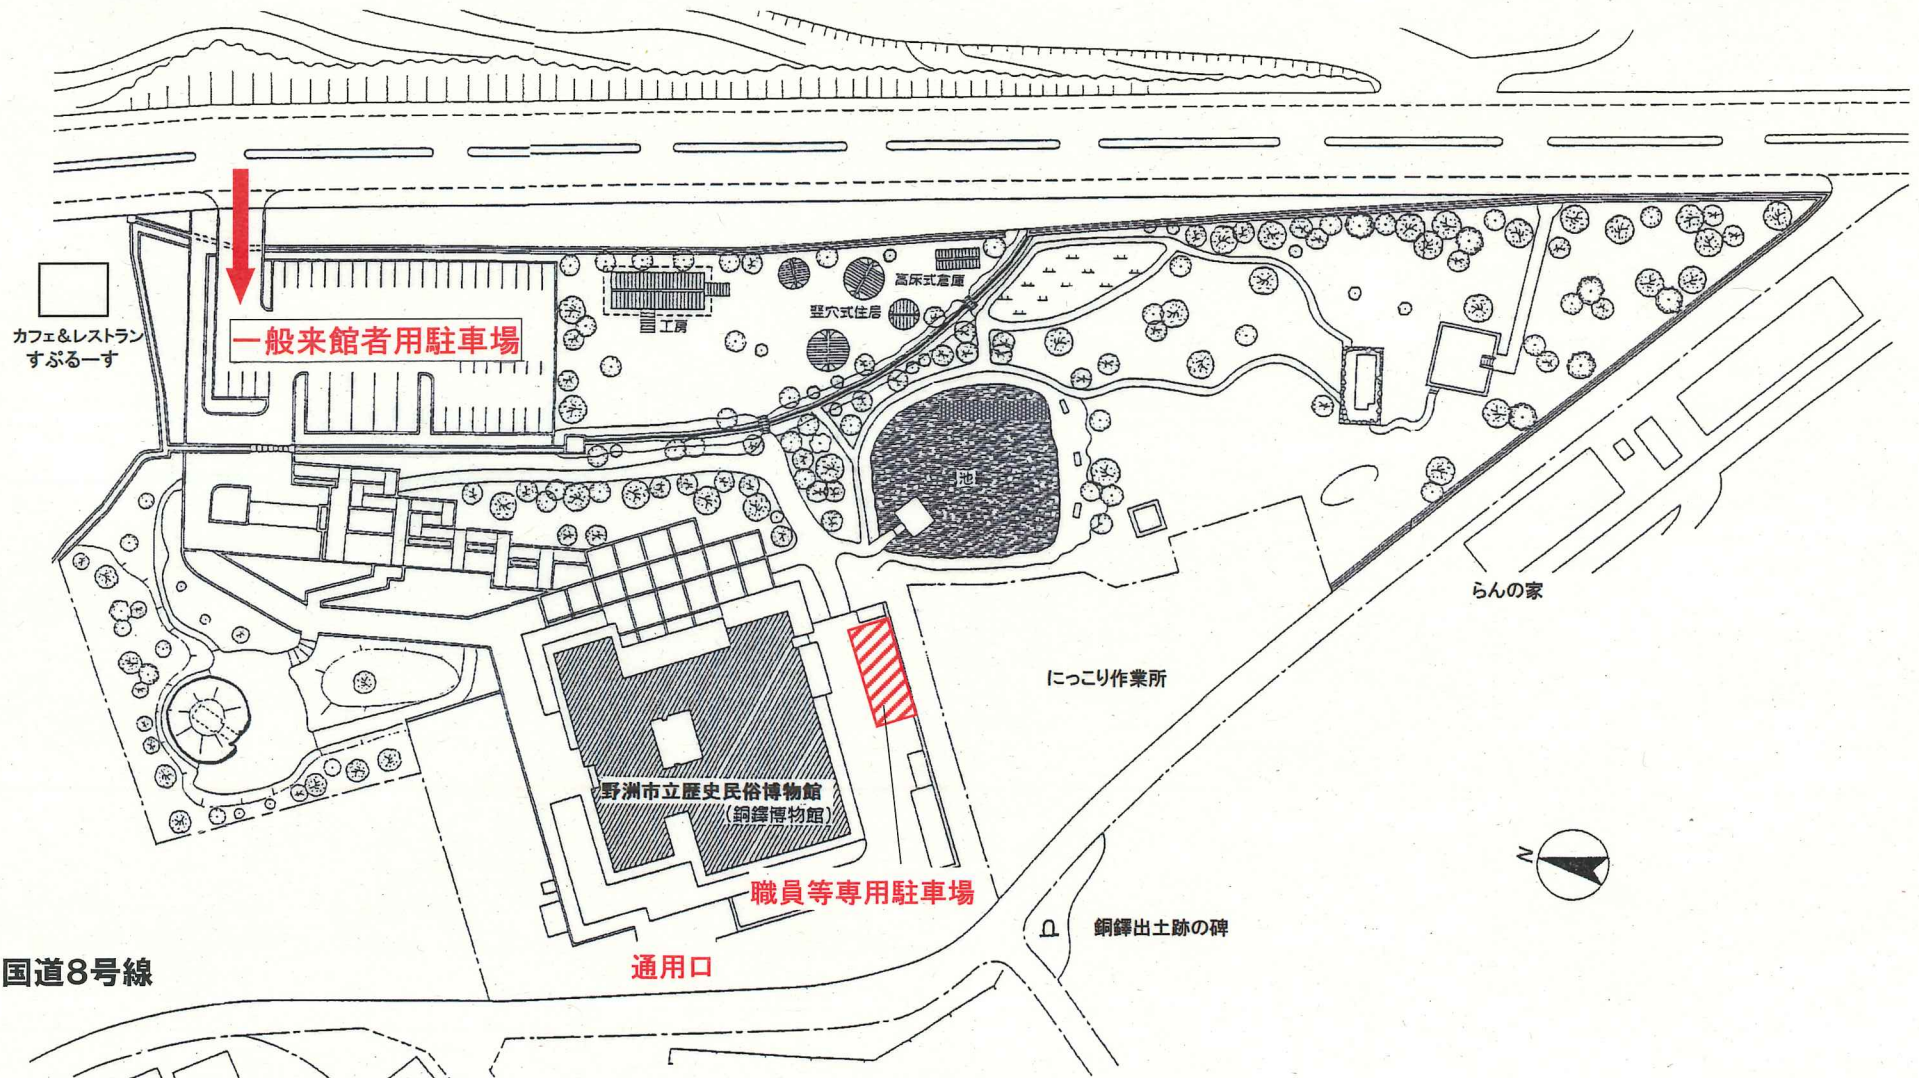 カフェ&レストラン
すぷるーす
一般来館者用駐車場
工房
高床式倉庫
竪穴式住居
池
らんの家
にっこり作業所
野洲市立歴史民俗博物館
(銅鐸博物館)
職員等専用駐車場
通用口
銅鐸出土跡の碑
国道8号線
N